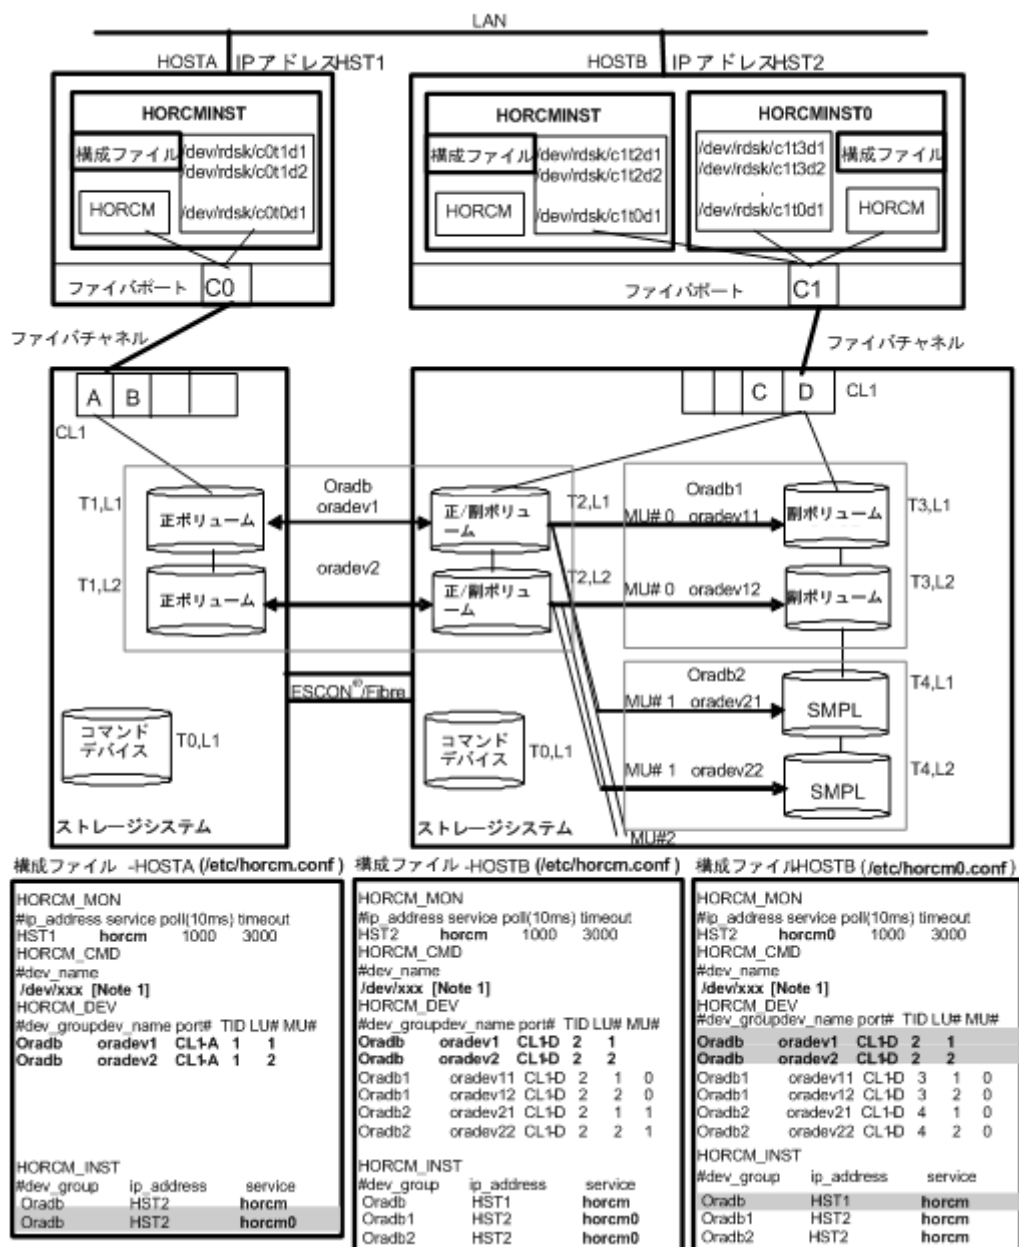 LAN
HOSTA IPアドレスHST1
HOSTB IPアドレスHST2
HORCMINST
構成ファイル
/dev/rdsk/c0t1d1
/dev/rdsk/c0t1d2
HORCM
/dev/rdsk/c0t0d1
ファイバポート C0
HORCMINST
構成ファイル
/dev/rdsk/c1t2d1
/dev/rdsk/c1t2d2
HORCM
/dev/rdsk/c1t0d1
HORCMINST0
/dev/rdsk/c1t3d1
/dev/rdsk/c1t3d2
構成ファイル
/dev/rdsk/c1t0d1
HORCM
ファイバポート C1
ファイバチャネル
ファイバチャネル
A B
CL1
C D CL1
T1,L1
正ボリューム
Oradb
oradev1
正/副ボリュ
ーム
T2,L1
Oradb1
MU# 0 oradev11
副ボリューム
T3,L1
T1,L2
正ボリューム
oradev2
正/副ボリュ
ーム
T2,L2
MU# 0 oradev12
副ボリューム
T3,L2
ESCON®/Fibre
Oradb2
MU# 1 oradev21
SMPL
T4,L1
MU# 1 oradev22
SMPL
T4,L2
MU#2
コマンド
デバイス
T0,L1
コマンド
デバイス
T0,L1
ストレージシステム
ストレージシステム
構成ファイル -HOSTA (/etc/horcm.conf )
HORCM_MON
#ip_address service poll(10ms) timeout
HST1 horcm 1000 3000
HORCM_CMD
#dev_name
/dev/xxx [Note 1]
HORCM_DEV
#dev_groupdev_name port# TID LU# MU#
Oradb oradev1 CL1-A 1 1
Oradb oradev2 CL1-A 1 2
HORCM_INST
#dev_group ip_address service
Oradb HST2 horcm
Oradb HST2 horcm0
構成ファイル -HOSTB (/etc/horcm.conf )
HORCM_MON
#ip_address service poll(10ms) timeout
HST2 horcm 1000 3000
HORCM_CMD
#dev_name
/dev/xxx [Note 1]
HORCM_DEV
#dev_groupdev_name port# TID LU# MU#
Oradb oradev1 CL1-D 2 1
Oradb oradev2 CL1-D 2 2
Oradb1 oradev11 CL1-D 2 1 0
Oradb1 oradev12 CL1-D 2 2 0
Oradb2 oradev21 CL1-D 2 1 1
Oradb2 oradev22 CL1-D 2 2 1
HORCM_INST
#dev_group ip_address service
Oradb HST1 horcm
Oradb1 HST2 horcm0
Oradb2 HST2 horcm0
構成ファイル-HOSTB (/etc/horcm0.conf )
HORCM_MON
#ip_address service poll(10ms) timeout
HST2 horcm0 1000 3000
HORCM_CMD
#dev_name
/dev/xxx [Note 1]
HORCM_DEV
#dev_groupdev_name port# TID LU# MU#
Oradb oradev1 CL1-D 2 1
Oradb oradev2 CL1-D 2 2
Oradb1 oradev11 CL1-D 3 1 0
Oradb1 oradev12 CL1-D 3 2 0
Oradb2 oradev21 CL1-D 4 1 0
Oradb2 oradev22 CL1-D 4 2 0
HORCM_INST
#dev_group ip_address service
Oradb HST1 horcm
Oradb1 HST2 horcm
Oradb2 HST2 horcm